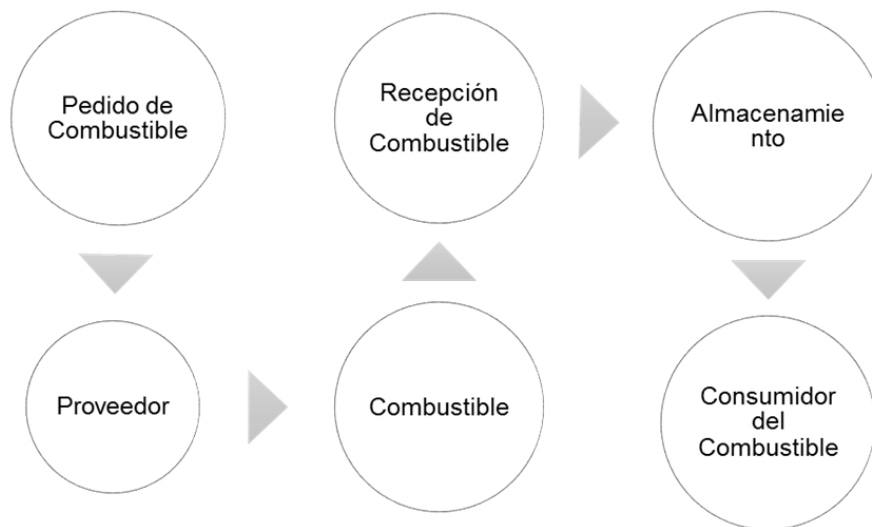 Pedido de
Combustible
Proveedor
Combustible
Recepción
de
Combustible
Almacenamie
nto
Consumidor
del
Combustible